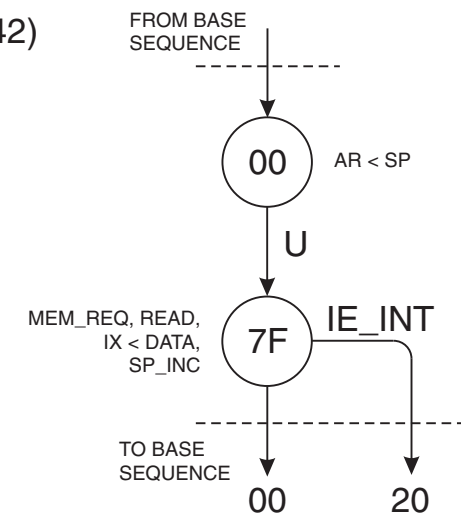 42)
FROM BASE
SEQUENCE
00
AR < SP
U
MEM_REQ, READ,
IX < DATA,
SP_INC
7F
IE_INT
TO BASE
SEQUENCE
00
20